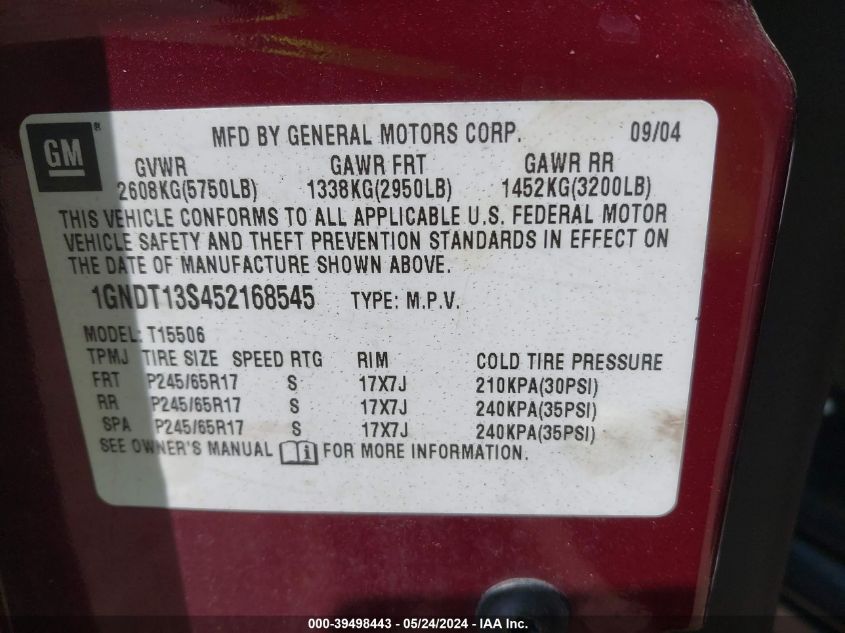 GM®
MFD BY GENERAL MOTORS CORP. 09/04
GVWR GAWR FRT GAWR RR
2608KG(5750LB) 1338KG(2950LB) 1452KG(3200LB)
THIS VEHICLE CONFORMS TO ALL APPLICABLE U.S. FEDERAL MOTOR
VEHICLE SAFETY AND THEFT PREVENTION STANDARDS IN EFFECT ON
THE DATE OF MANUFACTURE SHOWN ABOVE.
1GNDT13S452168545 TYPE: M.P.V.
MODEL: T15506
TPMJ TIRE SIZE SPEED RTG RIM COLD TIRE PRESSURE
FRT P245/65R17 S 17X7J 210KPA(30PSI)
RR P245/65R17 S 17X7J 240KPA(35PSI)
SPA P245/65R17 S 17X7J 240KPA(35PSI)
SEE OWNER'S MANUAL i FOR MORE INFORMATION.
000-39498443 - 05/24/2024 - IAA Inc.